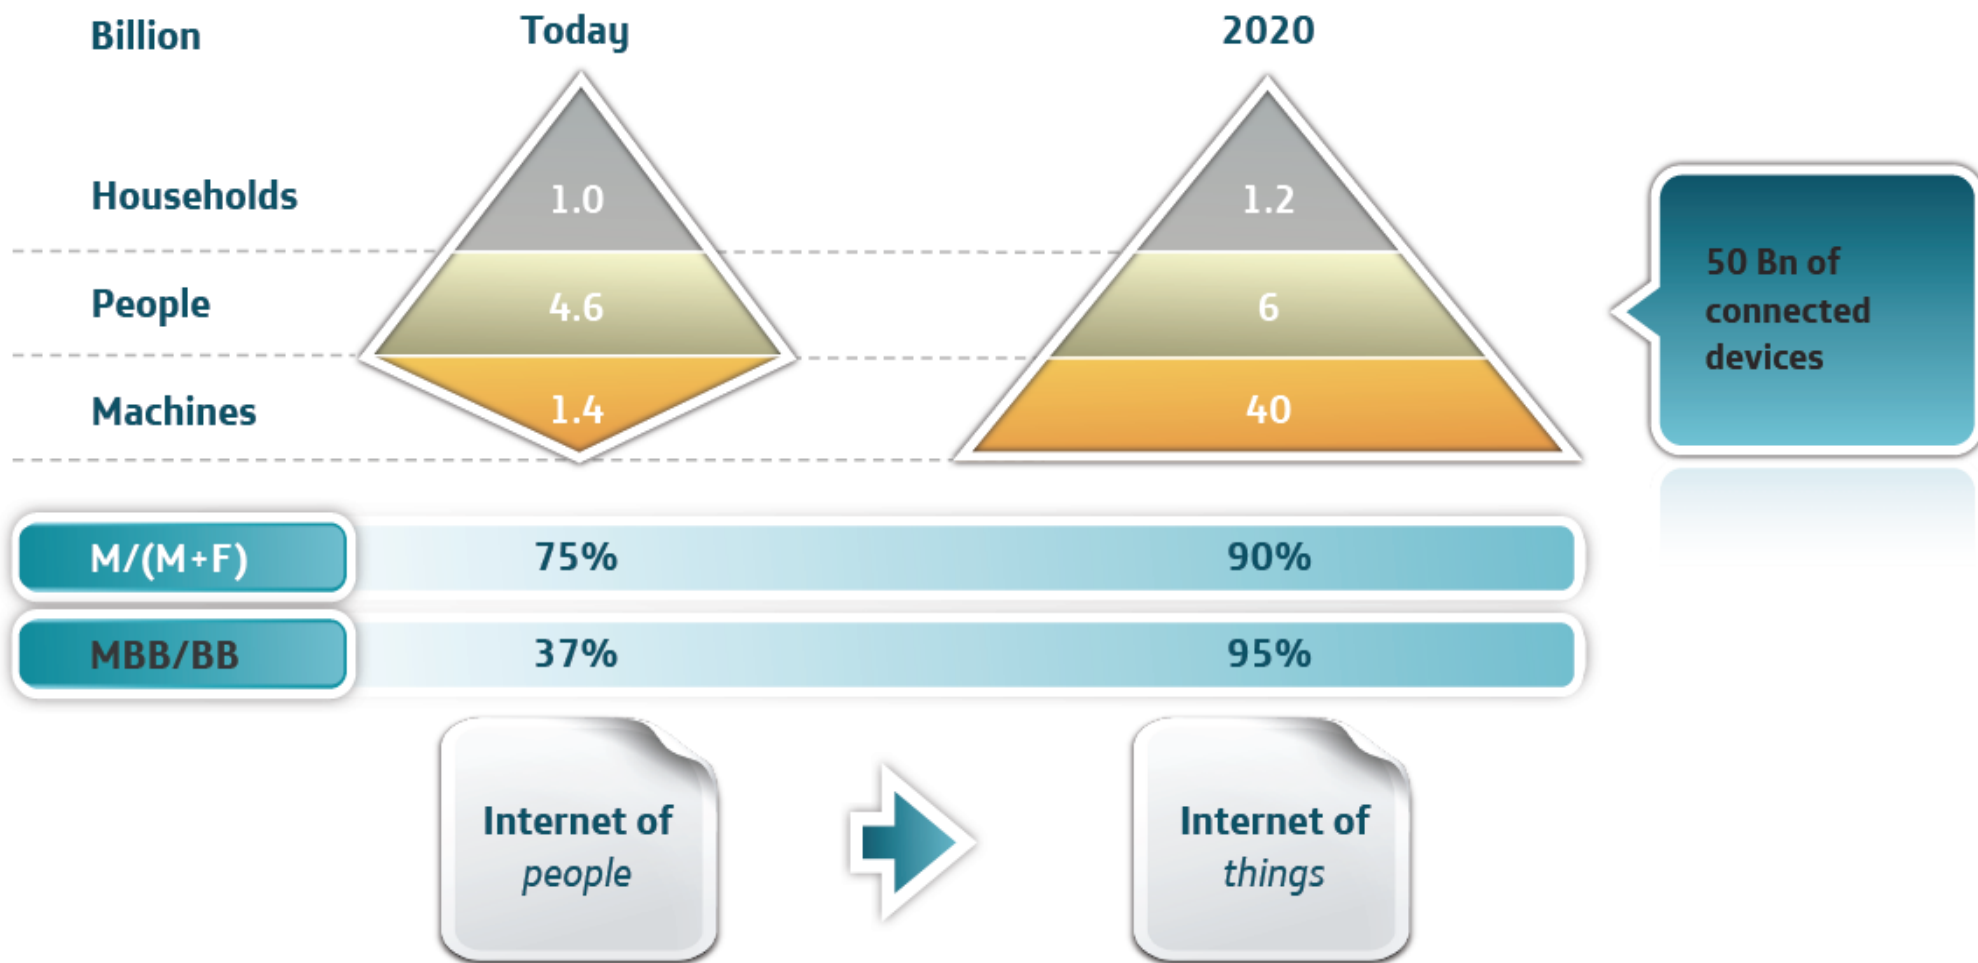 Billion Today 2020
Households 1.0 1.2
People 4.6 6
Machines 1.4 40
50 Bn of
connected
devices
M/(M+F) 75% 90%
MBB/BB 37% 95%
Internet of
people
Internet of
things